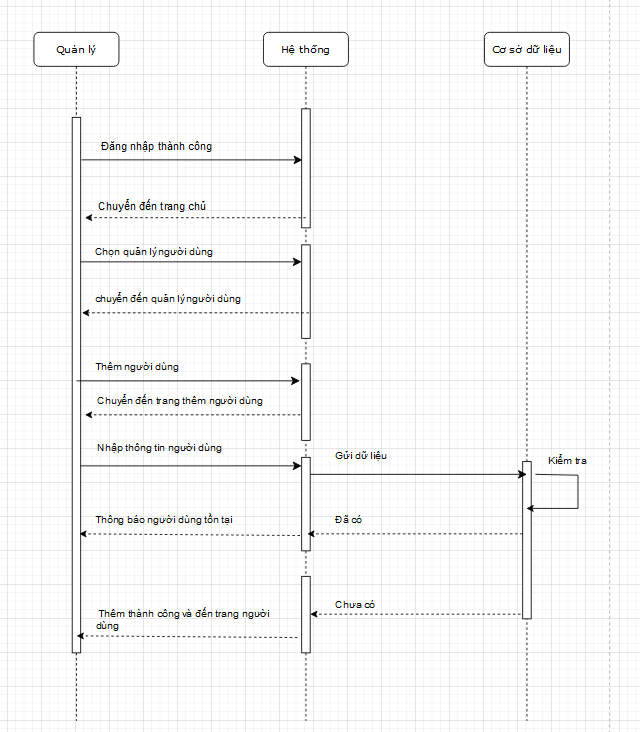 Quản lý
Hệ thống
Cơ sở dữ liệu
Đăng nhập thành công
Chuyển đến trang chủ
Chọn quản lý người dùng
chuyển đến quản lý người dùng
Thêm người dùng
Chuyển đến trang thêm người dùng
Nhập thông tin người dùng
Gửi dữ liệu
Kiểm tra
Thông báo người dùng tồn tại
Đã có
Chưa có
Thêm thành công và đến trang người
dùng